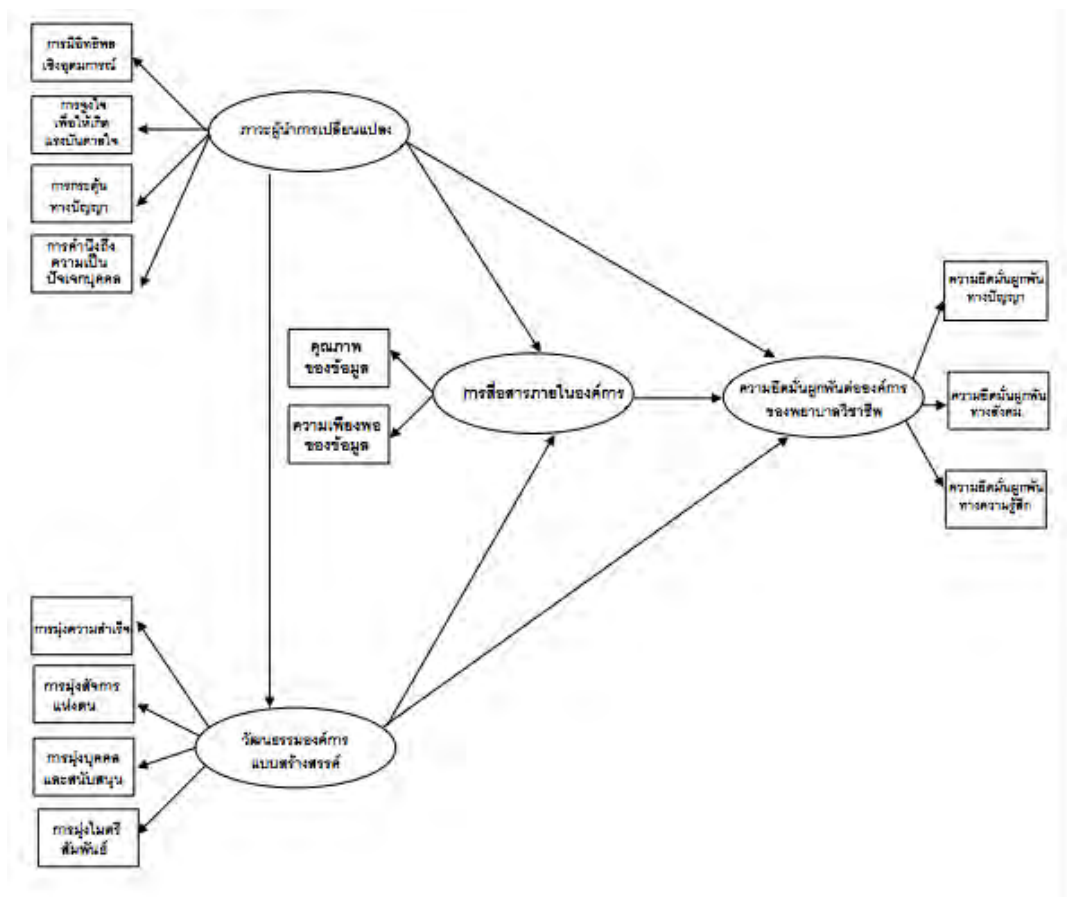 การมีอิทธิพล
เชิงอุดมการณ์
การจูงใจ
เพื่อให้เกิด
แรงบันดาลใจ
การกระตุ้น
ทางปัญญา
การคำนึงถึง
ความเป็น
ปัจเจกบุคคล
ภาวะผู้นำการเปลี่ยนแปลง
คุณภาพ
ของข้อมูล
ความเพียงพอ
ของข้อมูล
การสื่อสารภายในองค์การ
ความยึดมั่นผูกพันต่อองค์การ
ของพยาบาลวิชาชีพ
ความยึดมั่นผูกพัน
ทางปัญญา
ความยึดมั่นผูกพัน
ทางสังคม
ความยึดมั่นผูกพัน
ทางความรู้สึก
การมุ่งความสำเร็จ
การมุ่งสัจการ
แห่งตน
การมุ่งบุคคล
และสนับสนุน
การมุ่งไมตรี
สัมพันธ์
วัฒนธรรมองค์การ
แบบสร้างสรรค์